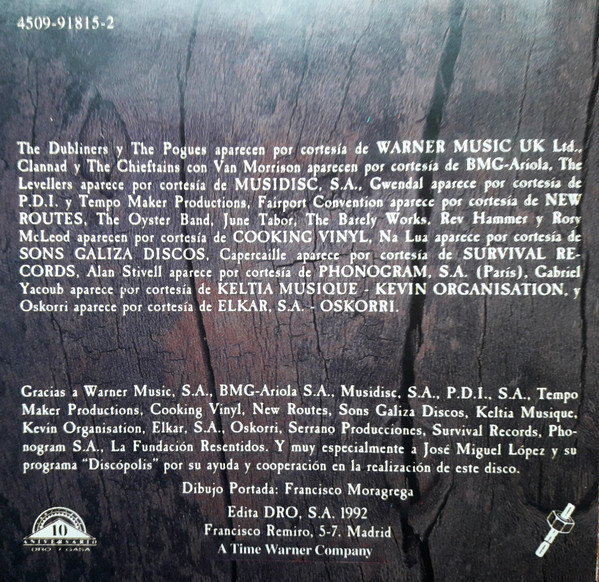 4509-91815-2
The Dubliners y The Pogues aparecen por cortesía de WARNER MUSIC UK Ltd.,
Clannad y The Chieftains con Van Morrison aparecen por cortesía de BMG-Ariola, The
Levellers aparece por cortesía de MUSIDISC, S.A., Gwendal aparece por cortesía de
P.D.I. y Tempo Maker Productions, Fairport Convention aparece por cortesía de NEW
ROUTES, The Oyster Band, June Tabor, The Barely Works, Rev Hammer y Rory
McLeod aparecen por cortesía de COOKING VINYL, Na Lua aparece por cortesía de
SONS GALIZA DISCOS, Capercaille aparece por cortesía de SURVIVAL RE-
CORDS, Alan Stivell aparece por cortesía de PHONOGRAM, S.A. (París), Gabriel
Yacoub aparece por cortesía de KELTIA MUSIQUE - KEVIN ORGANISATION, y
Oskorri aparece por cortesía de ELKAR, S.A. - OSKORRI.
Gracias a Warner Music, S.A., BMG-Ariola S.A., Musidisc, S.A., P.D.I., S.A., Tempo
Maker Productions, Cooking Vinyl, New Routes, Sons Galiza Discos, Keltia Musique,
Kevin Organisation, Elkar, S.A., Oskorri, Serrano Producciones, Survival Records, Pho-
nogram S.A., La Fundación Resentidos. Y muy especialmente a José Miguel López y su
programa "Discópolis" por su ayuda y cooperación en la realización de este disco.
Dibujo Portada: Francisco Moragrega
Edita DRO, S.A. 1992
Francisco Remiro, 5-7. Madrid
A Time Warner Company
10
ANIVERSARIO
DRO GASA